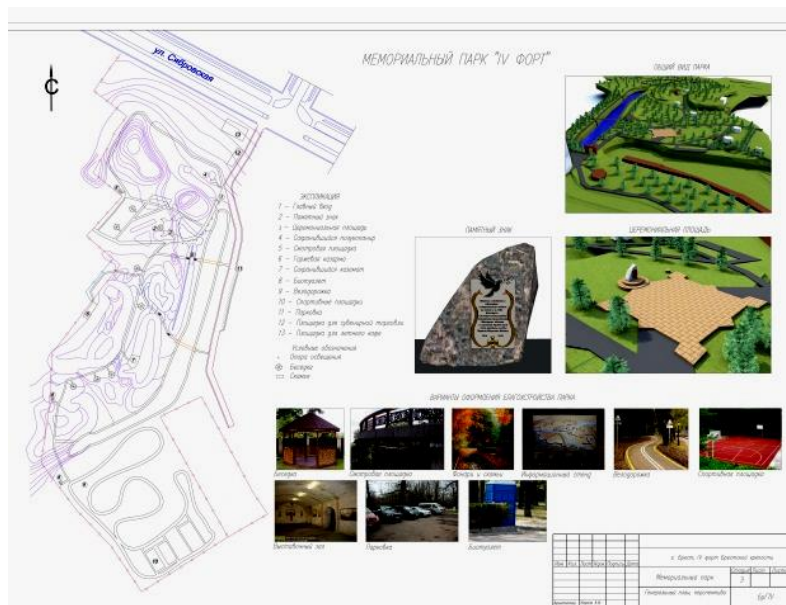 ул. Сябровская
МЕМОРИАЛЬНЫЙ ПАРК "IV ФОРТ"
ОБЩИЙ ВИД ПАРКА
С
ЭКСПЛИКАЦИЯ
1 - Главный вход
2 - Памятный знак
3 - Церемониальная площадь
4 - Сохранившийся полукапонир
5 - Смотровая площадка
6 - Горжевая казарма
7 - Сохранившийся каземат
8 - Биотуалет
9 - Велодорожка
10 - Спортивные площадки
11 - Парковка
12 - Площадка для сувенирной торговли
13 - Площадка для летнего кафе
Условные обозначения
Опора освещения
Беседка
Скамья
ПАМЯТНЫЙ ЗНАК
ЦЕРЕМОНИАЛЬНАЯ ПЛОЩАДЬ
ВАРИАНТЫ ОФОРМЛЕНИЯ БЛАГОУСТРОЙСТВА ПАРКА
Беседка
Смотровая площадка
Фонари и скамьи
Информационный стенд
Велодорожка
Спортивная площадка
Выставочный зал
Парковка
Биотуалет
г. Брест, IV форт Брестской крепости
Мемориальный парк
Генеральный план, перспектива